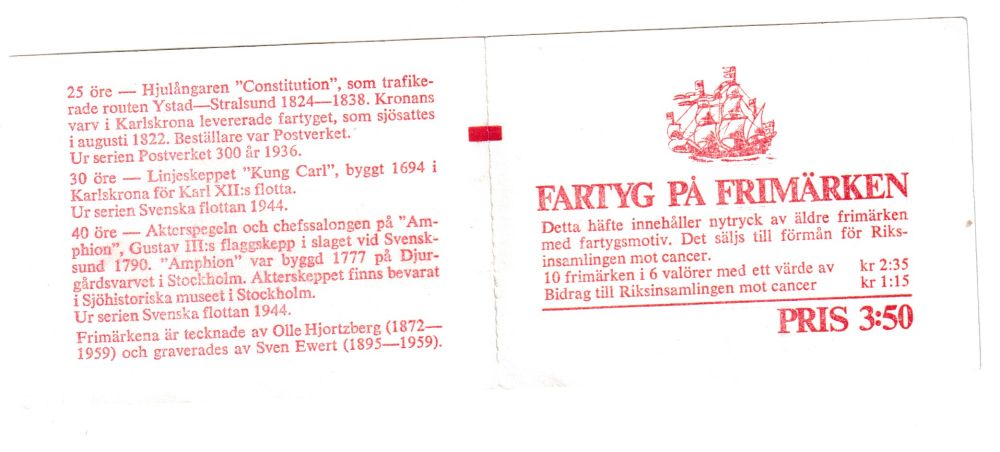 25 öre — Hjulångaren "Constitution", som trafike-
rade routen Ystad—Stralsund 1824—1838. Kronans
varv i Karlskrona levererade fartyget, som sjösattes
i augusti 1822. Beställare var Postverket.
Ur serien Postverket 300 år 1936.
30 öre — Linjeskeppet "Kung Carl", byggt 1694 i
Karlskrona för Karl XII:s flotta.
Ur serien Svenska flottan 1944.
40 öre — Akterspegeln och chefssalongen på "Am-
phion", Gustav III:s flaggskepp i slaget vid Svensk-
sund 1790. "Amphion" var byggd 1777 på Djur-
gårdsvarvet i Stockholm. Akterskeppet finns bevarat
i Sjöhistoriska museet i Stockholm.
Ur serien Svenska flottan 1944.
Frimärkena är tecknade av Olle Hjortzberg (1872—
1959) och graverades av Sven Ewert (1895—1959).
FARTYG PÅ FRIMÄRKEN
Detta häfte innehåller nytryck av äldre frimärken
med fartygsmotiv. Det säljs till förmån för Riks-
insamlingen mot cancer.
10 frimärken i 6 valörer med ett värde av kr 2:35
Bidrag till Riksinsamlingen mot cancer kr 1:15
PRIS 3:50